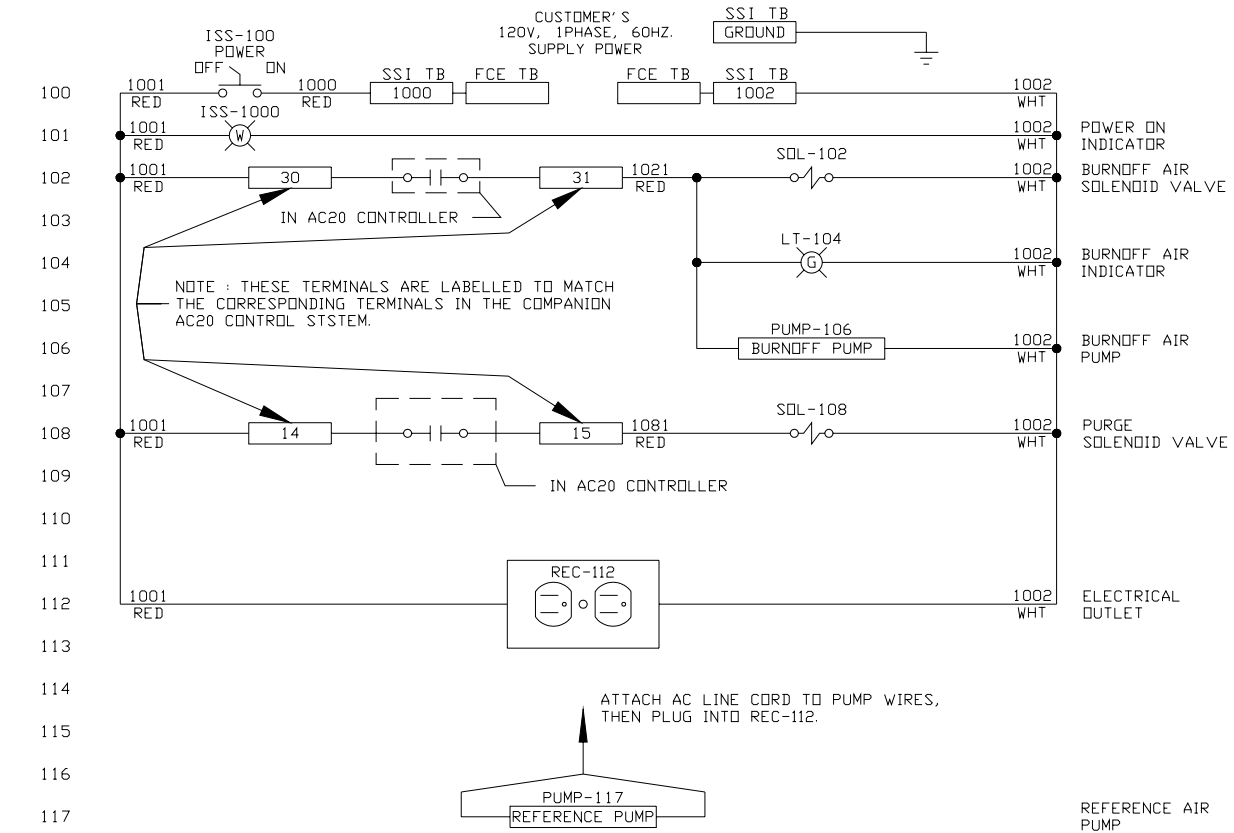 CUSTOMER'S
120V, 1PHASE, 60HZ.
SUPPLY POWER
SSI TB
GROUND
ISS-100
POWER
OFF ON
100
1001
RED
1000
RED
SSI TB
1000
FCE TB
FCE TB
SSI TB
1002
1002
WHT
ISS-1000
101
1001
RED
W
1002
WHT
POWER ON
INDICATOR
102
1001
RED
30
31
1021
RED
SOL-102
1002
WHT
BURNOFF AIR
SOLENOID VALVE
103
IN AC20 CONTROLLER
104
LT-104
G
1002
WHT
BURNOFF AIR
INDICATOR
105
NOTE : THESE TERMINALS ARE LABELLED TO MATCH
THE CORRESPONDING TERMINALS IN THE COMPANION
AC20 CONTROL STSTEM.
106
PUMP-106
BURNOFF PUMP
1002
WHT
BURNOFF AIR
PUMP
107
108
1001
RED
14
15
1081
RED
SOL-108
1002
WHT
PURGE
SOLENOID VALVE
109
IN AC20 CONTROLLER
110
111
REC-112
112
1001
RED
1002
WHT
ELECTRICAL
OUTLET
113
114
ATTACH AC LINE CORD TO PUMP WIRES,
THEN PLUG INTO REC-112.
115
116
117
PUMP-117
REFERENCE PUMP
REFERENCE AIR
PUMP